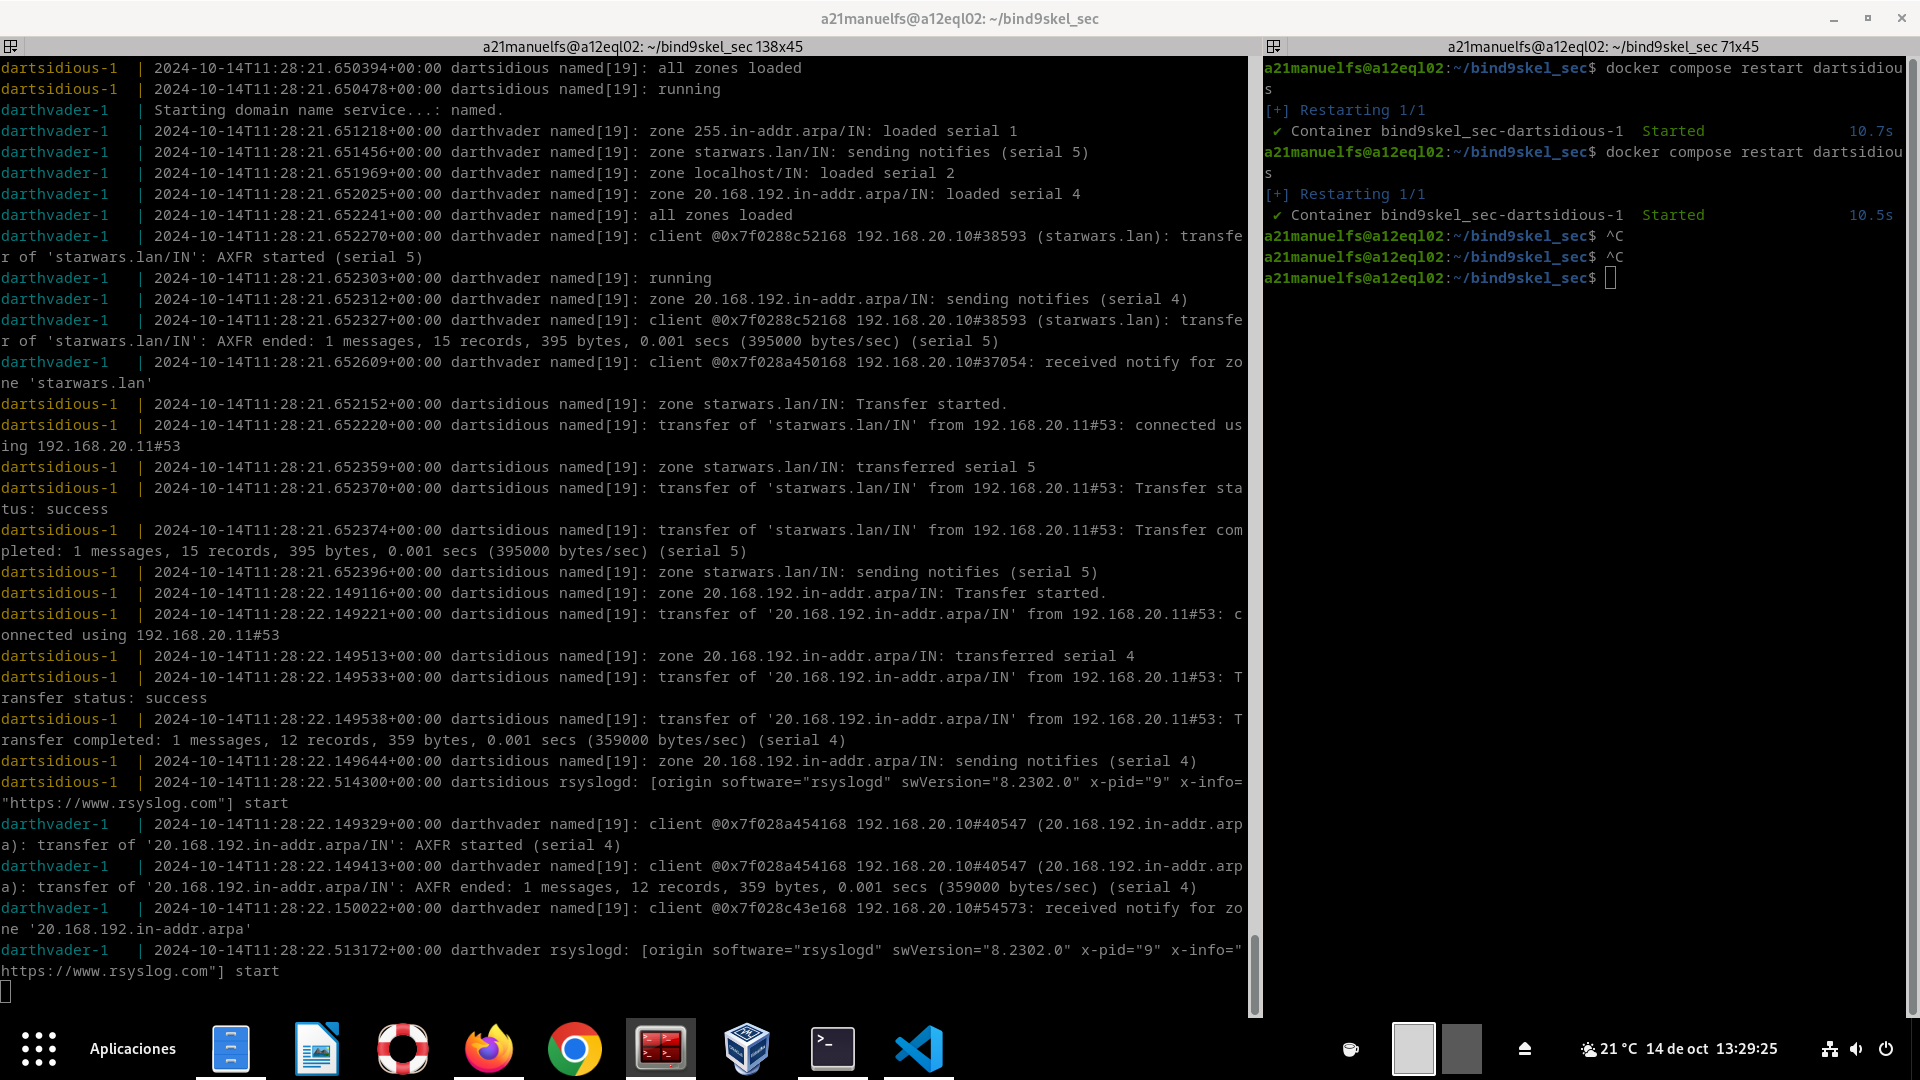 a21manuelfs@a12eql02: ~/bind9skel_sec
a21manuelfs@a12eql02: ~/bind9skel_sec 138x45
dartsidious-1  | 2024-10-14T11:28:21.650394+00:00 dartsidious named[19]: all zones loaded
dartsidious-1  | 2024-10-14T11:28:21.650478+00:00 dartsidious named[19]: running
darthvader-1   | Starting domain name service...: named.
darthvader-1   | 2024-10-14T11:28:21.651218+00:00 darthvader named[19]: zone 255.in-addr.arpa/IN: loaded serial 1
darthvader-1   | 2024-10-14T11:28:21.651456+00:00 darthvader named[19]: zone starwars.lan/IN: sending notifies (serial 5)
darthvader-1   | 2024-10-14T11:28:21.651969+00:00 darthvader named[19]: zone localhost/IN: loaded serial 2
darthvader-1   | 2024-10-14T11:28:21.652025+00:00 darthvader named[19]: zone 20.168.192.in-addr.arpa/IN: loaded serial 4
darthvader-1   | 2024-10-14T11:28:21.652241+00:00 darthvader named[19]: all zones loaded
darthvader-1   | 2024-10-14T11:28:21.652270+00:00 darthvader named[19]: client @0x7f0288c52168 192.168.20.10#38593 (starwars.lan): transfe
r of 'starwars.lan/IN': AXFR started (serial 5)
darthvader-1   | 2024-10-14T11:28:21.652303+00:00 darthvader named[19]: running
darthvader-1   | 2024-10-14T11:28:21.652312+00:00 darthvader named[19]: zone 20.168.192.in-addr.arpa/IN: sending notifies (serial 4)
darthvader-1   | 2024-10-14T11:28:21.652327+00:00 darthvader named[19]: client @0x7f0288c52168 192.168.20.10#38593 (starwars.lan): transfe
r of 'starwars.lan/IN': AXFR ended: 1 messages, 15 records, 395 bytes, 0.001 secs (395000 bytes/sec) (serial 5)
darthvader-1   | 2024-10-14T11:28:21.652609+00:00 darthvader named[19]: client @0x7f028a450168 192.168.20.10#37054: received notify for zo
ne 'starwars.lan'
dartsidious-1  | 2024-10-14T11:28:21.652152+00:00 dartsidious named[19]: zone starwars.lan/IN: Transfer started.
dartsidious-1  | 2024-10-14T11:28:21.652220+00:00 dartsidious named[19]: transfer of 'starwars.lan/IN' from 192.168.20.11#53: connected us
ing 192.168.20.11#53
dartsidious-1  | 2024-10-14T11:28:21.652359+00:00 dartsidious named[19]: zone starwars.lan/IN: transferred serial 5
dartsidious-1  | 2024-10-14T11:28:21.652370+00:00 dartsidious named[19]: transfer of 'starwars.lan/IN' from 192.168.20.11#53: Transfer sta
tus: success
dartsidious-1  | 2024-10-14T11:28:21.652374+00:00 dartsidious named[19]: transfer of 'starwars.lan/IN' from 192.168.20.11#53: Transfer com
pleted: 1 messages, 15 records, 395 bytes, 0.001 secs (395000 bytes/sec) (serial 5)
dartsidious-1  | 2024-10-14T11:28:21.652396+00:00 dartsidious named[19]: zone starwars.lan/IN: sending notifies (serial 5)
dartsidious-1  | 2024-10-14T11:28:22.149116+00:00 dartsidious named[19]: zone 20.168.192.in-addr.arpa/IN: Transfer started.
dartsidious-1  | 2024-10-14T11:28:22.149221+00:00 dartsidious named[19]: transfer of '20.168.192.in-addr.arpa/IN' from 192.168.20.11#53: c
onnected using 192.168.20.11#53
dartsidious-1  | 2024-10-14T11:28:22.149513+00:00 dartsidious named[19]: zone 20.168.192.in-addr.arpa/IN: transferred serial 4
dartsidious-1  | 2024-10-14T11:28:22.149533+00:00 dartsidious named[19]: transfer of '20.168.192.in-addr.arpa/IN' from 192.168.20.11#53: T
ransfer status: success
dartsidious-1  | 2024-10-14T11:28:22.149538+00:00 dartsidious named[19]: transfer of '20.168.192.in-addr.arpa/IN' from 192.168.20.11#53: T
ransfer completed: 1 messages, 12 records, 359 bytes, 0.001 secs (359000 bytes/sec) (serial 4)
dartsidious-1  | 2024-10-14T11:28:22.149644+00:00 dartsidious named[19]: zone 20.168.192.in-addr.arpa/IN: sending notifies (serial 4)
dartsidious-1  | 2024-10-14T11:28:22.514300+00:00 dartsidious rsyslogd: [origin software="rsyslogd" swVersion="8.2302.0" x-pid="9" x-info=
"https://www.rsyslog.com"] start
darthvader-1   | 2024-10-14T11:28:22.149329+00:00 darthvader named[19]: client @0x7f028a454168 192.168.20.10#40547 (20.168.192.in-addr.arp
a): transfer of '20.168.192.in-addr.arpa/IN': AXFR started (serial 4)
darthvader-1   | 2024-10-14T11:28:22.149413+00:00 darthvader named[19]: client @0x7f028a454168 192.168.20.10#40547 (20.168.192.in-addr.arp
a): transfer of '20.168.192.in-addr.arpa/IN': AXFR ended: 1 messages, 12 records, 359 bytes, 0.001 secs (359000 bytes/sec) (serial 4)
darthvader-1   | 2024-10-14T11:28:22.150022+00:00 darthvader named[19]: client @0x7f028c43e168 192.168.20.10#54573: received notify for zo
ne '20.168.192.in-addr.arpa'
darthvader-1   | 2024-10-14T11:28:22.513172+00:00 darthvader rsyslogd: [origin software="rsyslogd" swVersion="8.2302.0" x-pid="9" x-info="
https://www.rsyslog.com"] start
a21manuelfs@a12eql02: ~/bind9skel_sec 71x45
a21manuelfs@a12eql02:~/bind9skel_sec$ docker compose restart dartsidiou
s
[+] Restarting 1/1
✔ Container bind9skel_sec-dartsidious-1  Started 10.7s
a21manuelfs@a12eql02:~/bind9skel_sec$ docker compose restart dartsidiou
s
[+] Restarting 1/1
✔ Container bind9skel_sec-dartsidious-1  Started 10.5s
a21manuelfs@a12eql02:~/bind9skel_sec$ ^C
a21manuelfs@a12eql02:~/bind9skel_sec$ ^C
a21manuelfs@a12eql02:~/bind9skel_sec$
Aplicaciones
21 °C 14 de oct 13:29:25